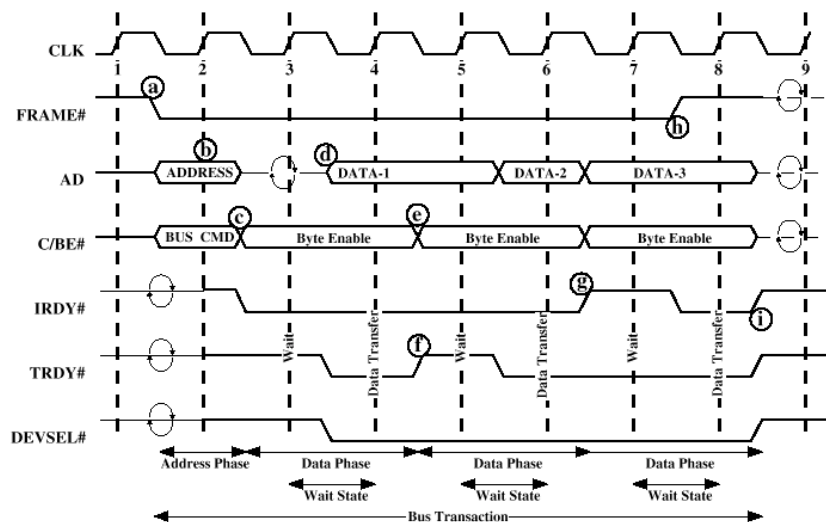 CLK
1 2 3 4 5 6 7 8 9
a
FRAME#
h
b
d
AD
ADDRESS DATA-1 DATA-2 DATA-3
c
e
C/BE#
BUS CMD Byte Enable Byte Enable Byte Enable
g
IRDY#
i
Wait Data Transfer Wait Data Transfer Wait Data Transfer
f
TRDY#
DEVSEL#
Address Phase Data Phase Data Phase Data Phase
Wait State Wait State Wait State
Bus Transaction